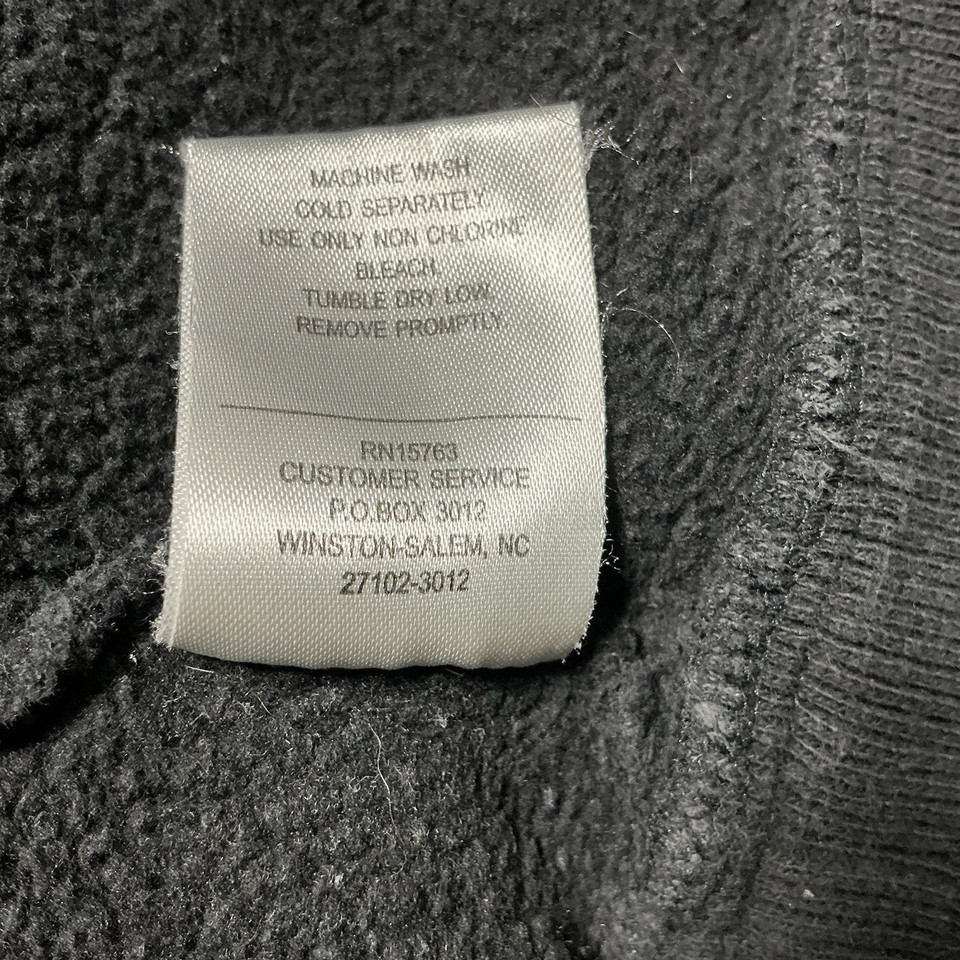 MACHINE WASH
COLD SEPARATELY
USE ONLY NON CHLORINE
BLEACH.
TUMBLE DRY LOW.
REMOVE PROMPTLY.
RN15763
CUSTOMER SERVICE
P.O.BOX 3012
WINSTON-SALEM, NC
27102-3012